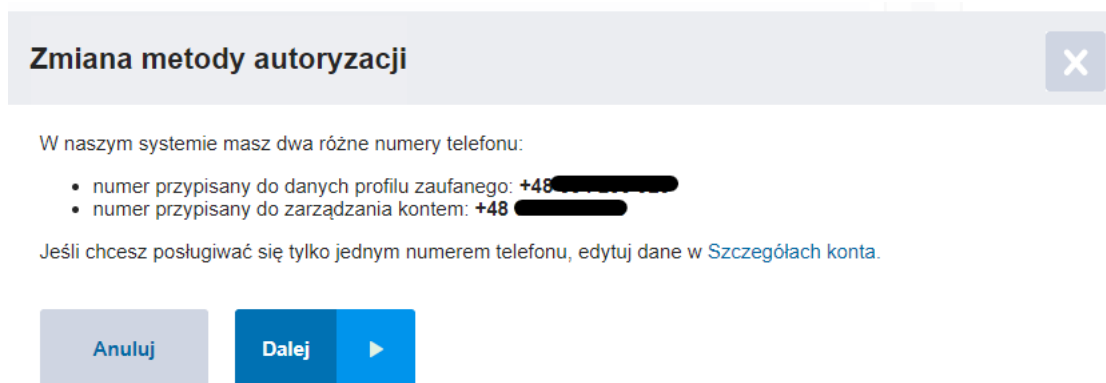 Zmiana metody autoryzacji
W naszym systemie masz dwa różne numery telefonu:
numer przypisany do danych profilu zaufanego: +48
numer przypisany do zarządzania kontem: +48
Jeśli chcesz posługiwać się tylko jednym numerem telefonu, edytuj dane w Szczegółach konta.
Anuluj
Dalej